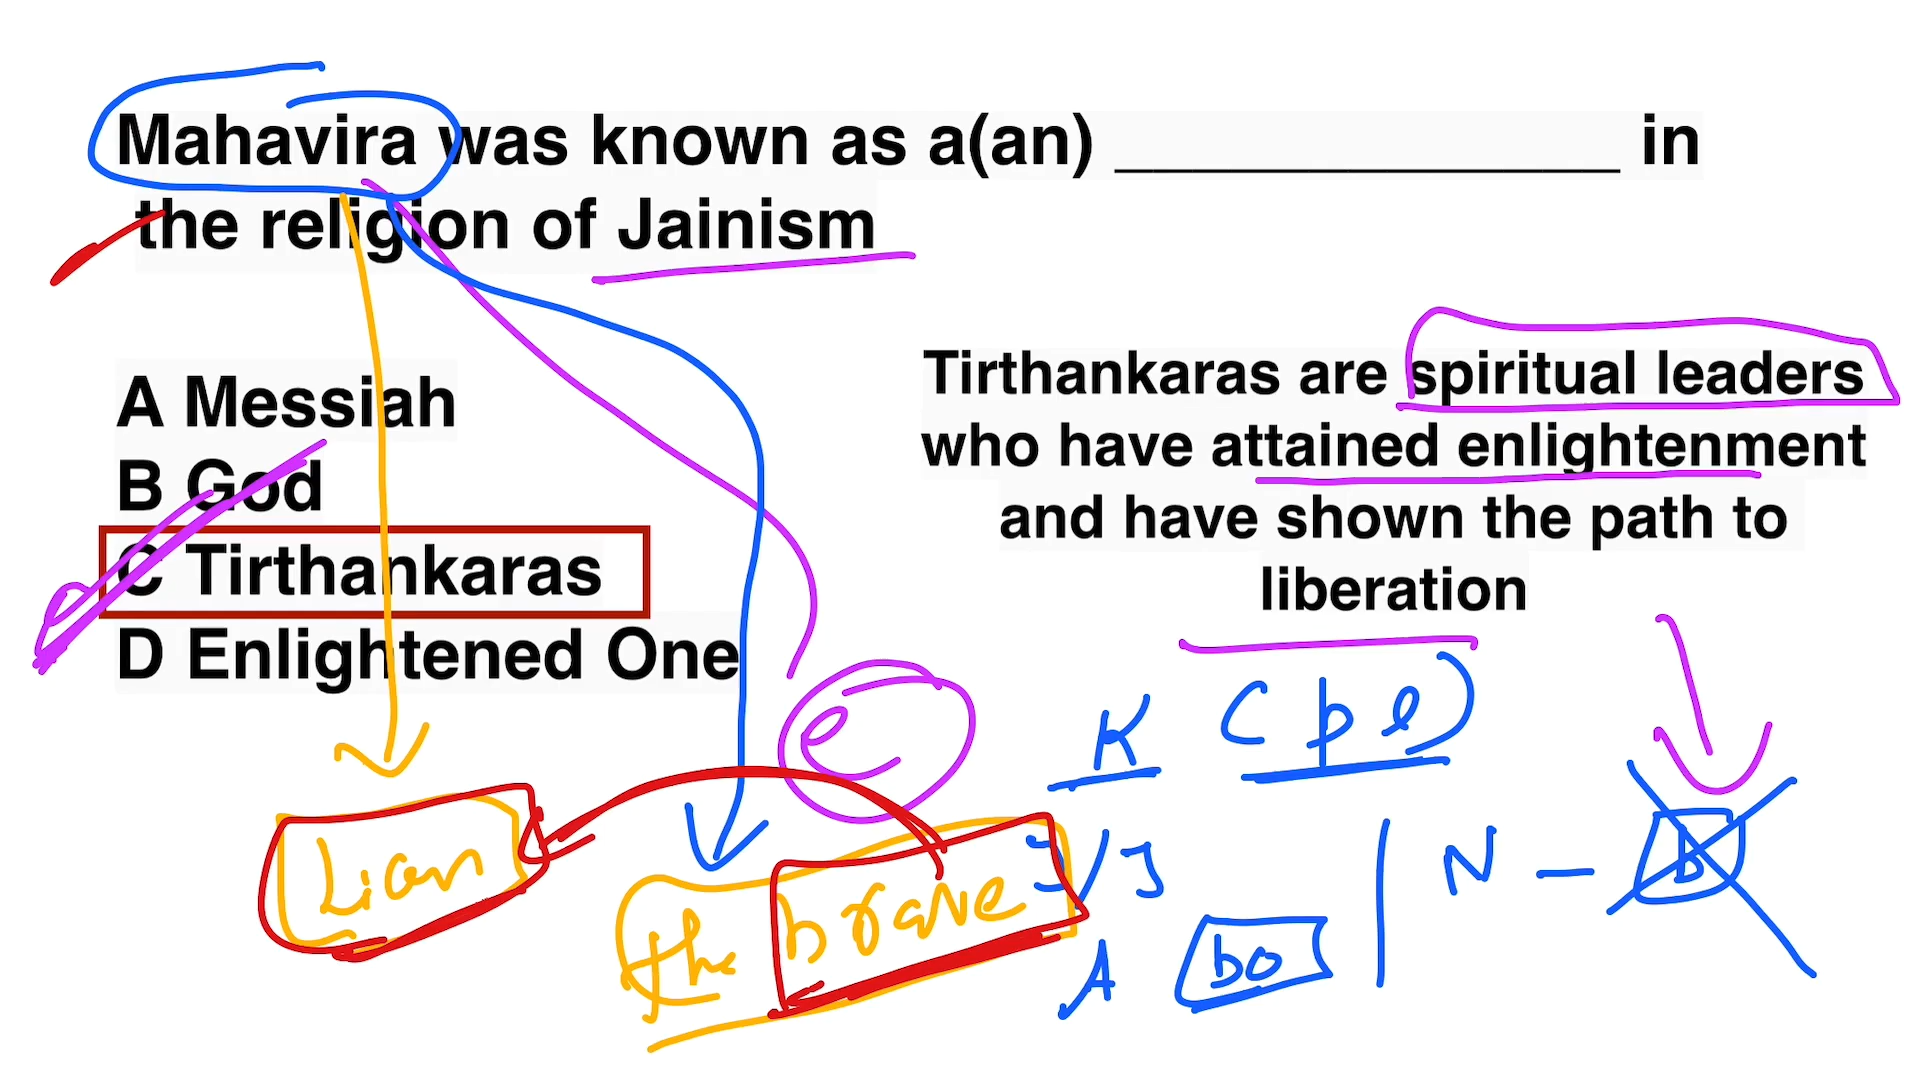 Mahavira was known as a(an) _______________ in
the religion of Jainism
A Messiah
B God
C Tirthankaras
D Enlightened One
Tirthankaras are spiritual leaders
who have attained enlightenment
and have shown the path to
liberation
K
A bo
N - B
Lion
the brave